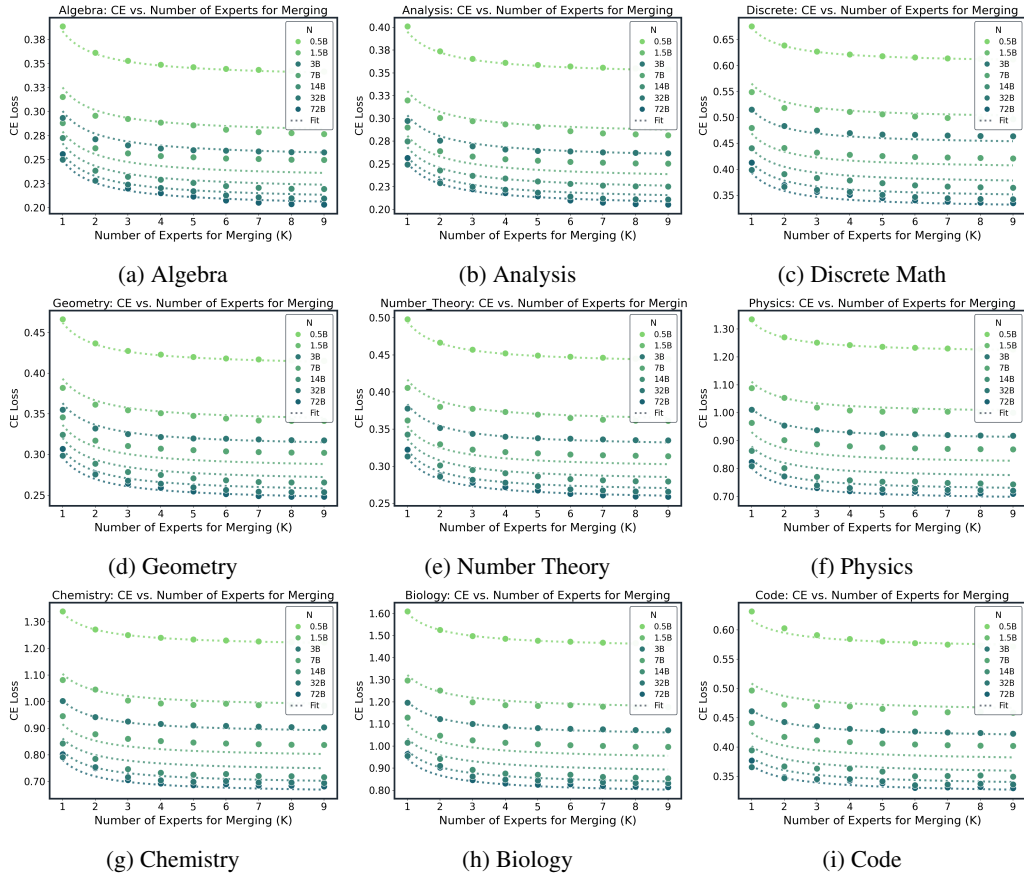 Algebra: CE vs. Number of Experts for Merging
CE Loss
0.38
0.35
0.33
0.30
0.28
0.25
0.23
0.20
N
0.5B
1.5B
3B
7B
14B
32B
72B
Fit
1 2 3 4 5 6 7 8 9
Number of Experts for Merging (K)
(a) Algebra
Analysis: CE vs. Number of Experts for Merging
CE Loss
0.40
0.38
0.35
0.33
0.30
0.28
0.25
0.23
0.20
N
0.5B
1.5B
3B
7B
14B
32B
72B
Fit
1 2 3 4 5 6 7 8 9
Number of Experts for Merging (K)
(b) Analysis
Discrete: CE vs. Number of Experts for Merging
CE Loss
0.65
0.60
0.55
0.50
0.45
0.40
0.35
N
0.5B
1.5B
3B
7B
14B
32B
72B
Fit
1 2 3 4 5 6 7 8 9
Number of Experts for Merging (K)
(c) Discrete Math
Geometry: CE vs. Number of Experts for Merging
CE Loss
0.45
0.40
0.35
0.30
0.25
N
0.5B
1.5B
3B
7B
14B
32B
72B
Fit
1 2 3 4 5 6 7 8 9
Number of Experts for Merging (K)
(d) Geometry
Number_Theory: CE vs. Number of Experts for Mergin
CE Loss
0.50
0.45
0.40
0.35
0.30
0.25
N
0.5B
1.5B
3B
7B
14B
32B
72B
Fit
1 2 3 4 5 6 7 8 9
Number of Experts for Merging (K)
(e) Number Theory
Physics: CE vs. Number of Experts for Merging
CE Loss
1.30
1.20
1.10
1.00
0.90
0.80
0.70
N
0.5B
1.5B
3B
7B
14B
32B
72B
Fit
1 2 3 4 5 6 7 8 9
Number of Experts for Merging (K)
(f) Physics
Chemistry: CE vs. Number of Experts for Merging
CE Loss
1.30
1.20
1.10
1.00
0.90
0.80
0.70
N
0.5B
1.5B
3B
7B
14B
32B
72B
Fit
1 2 3 4 5 6 7 8 9
Number of Experts for Merging (K)
(g) Chemistry
Biology: CE vs. Number of Experts for Merging
CE Loss
1.60
1.50
1.40
1.30
1.20
1.10
1.00
0.90
0.80
N
0.5B
1.5B
3B
7B
14B
32B
72B
Fit
1 2 3 4 5 6 7 8 9
Number of Experts for Merging (K)
(h) Biology
Code: CE vs. Number of Experts for Merging
CE Loss
0.60
0.55
0.50
0.45
0.40
0.35
N
0.5B
1.5B
3B
7B
14B
32B
72B
Fit
1 2 3 4 5 6 7 8 9
Number of Experts for Merging (K)
(i) Code